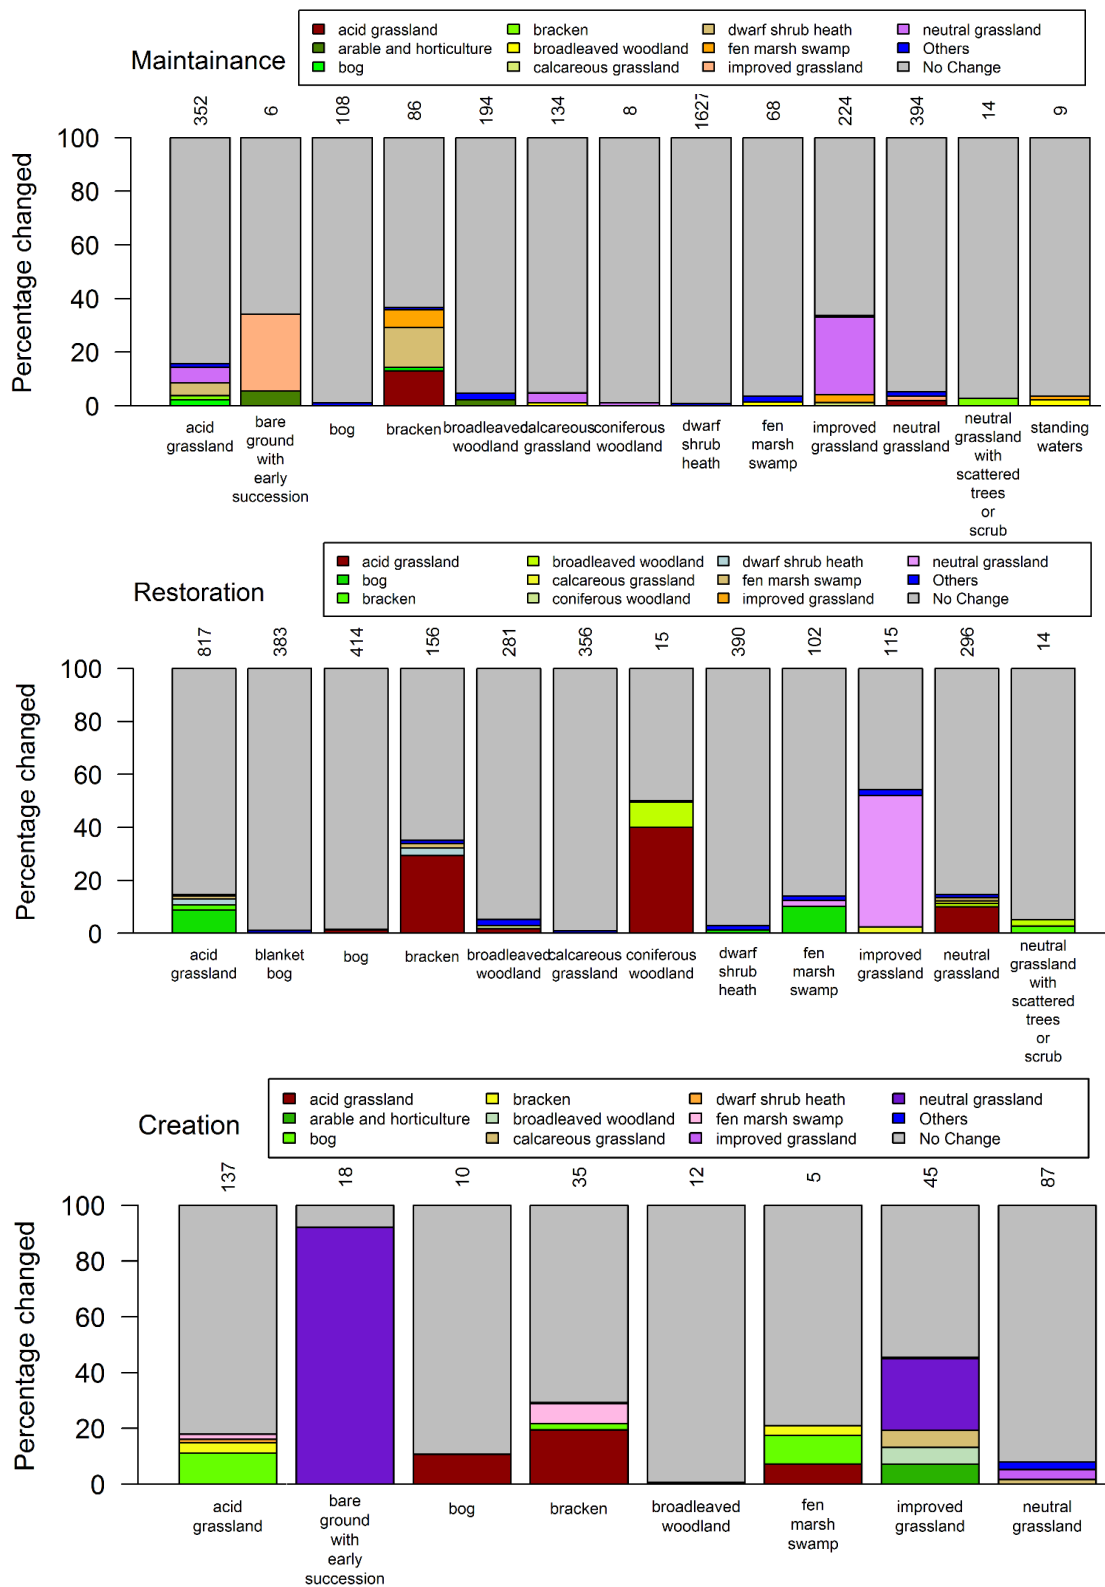 Maintainance
acid grassland
arable and horticulture
bog
bracken
broadleaved woodland
calcareous grassland
dwarf shrub heath
fen marsh swamp
improved grassland
neutral grassland
Others
No Change
352 6 108 86 194 134 8 1627 68 224 394 14 9
Percentage changed
100
80
60
40
20
0
acid
grassland
bare
ground
with
early
succession
bog
bracken
broadleaved
woodland
calcareous
grassland
coniferous
woodland
dwarf
shrub
heath
fen
marsh
swamp
improved
grassland
neutral
grassland
neutral
grassland
with
scattered
trees
or
scrub
standing
waters
Restoration
acid grassland
bog
bracken
broadleaved woodland
calcareous grassland
coniferous woodland
dwarf shrub heath
fen marsh swamp
improved grassland
neutral grassland
Others
No Change
817 383 414 156 281 356 15 390 102 115 296 14
Percentage changed
100
80
60
40
20
0
acid
grassland
blanket
bog
bog
bracken
broadleaved
woodland
calcareous
grassland
coniferous
woodland
dwarf
shrub
heath
fen
marsh
swamp
improved
grassland
neutral
grassland
neutral
grassland
with
scattered
trees
or
scrub
Creation
acid grassland
arable and horticulture
bog
bracken
broadleaved woodland
calcareous grassland
dwarf shrub heath
fen marsh swamp
improved grassland
neutral grassland
Others
No Change
137 18 10 35 12 5 45 87
Percentage changed
100
80
60
40
20
0
acid
grassland
bare
ground
with
early
succession
bog
bracken
broadleaved
woodland
fen
marsh
swamp
improved
grassland
neutral
grassland